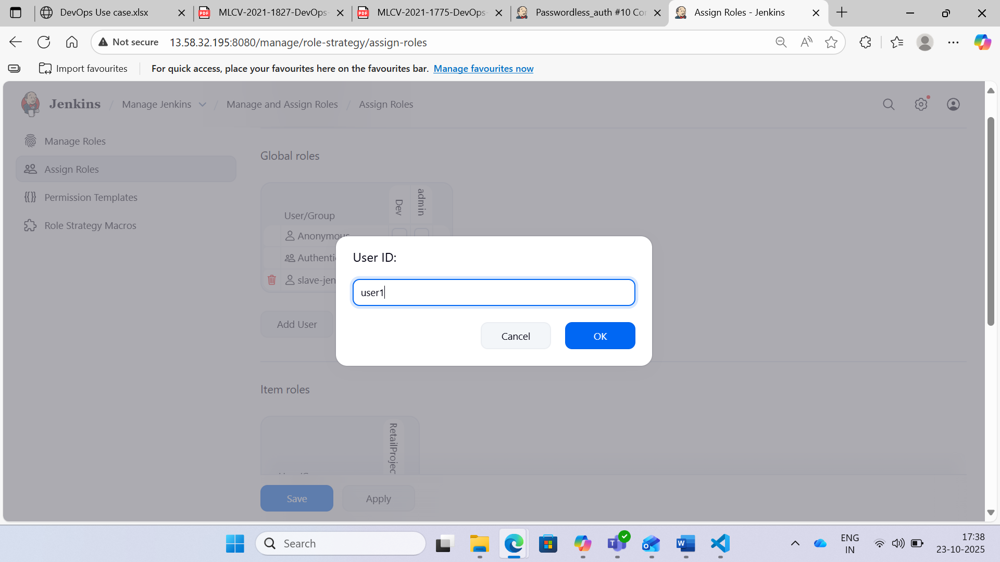 DevOps Use case.xlsx
MLCV-2021-1827-DevOps-
MLCV-2021-1775-DevOps-
Passwordless_auth #10 Co
Assign Roles - Jenkins
Not secure
13.58.32.195:8080/manage/role-strategy/assign-roles
Import favourites
For quick access, place your favourites here on the favourites bar. Manage favourites now
Jenkins / Manage Jenkins / Manage and Assign Roles / Assign Roles
Manage Roles
Assign Roles
Permission Templates
Role Strategy Macros
Global roles
User/Group
Dev
admin
Anonymous
Authenti
slave-jen
Add User
User ID:
user1
Cancel
OK
Item roles
RetailProjec
Save
Apply
Search
ENG
IN
17:38
23-10-2025